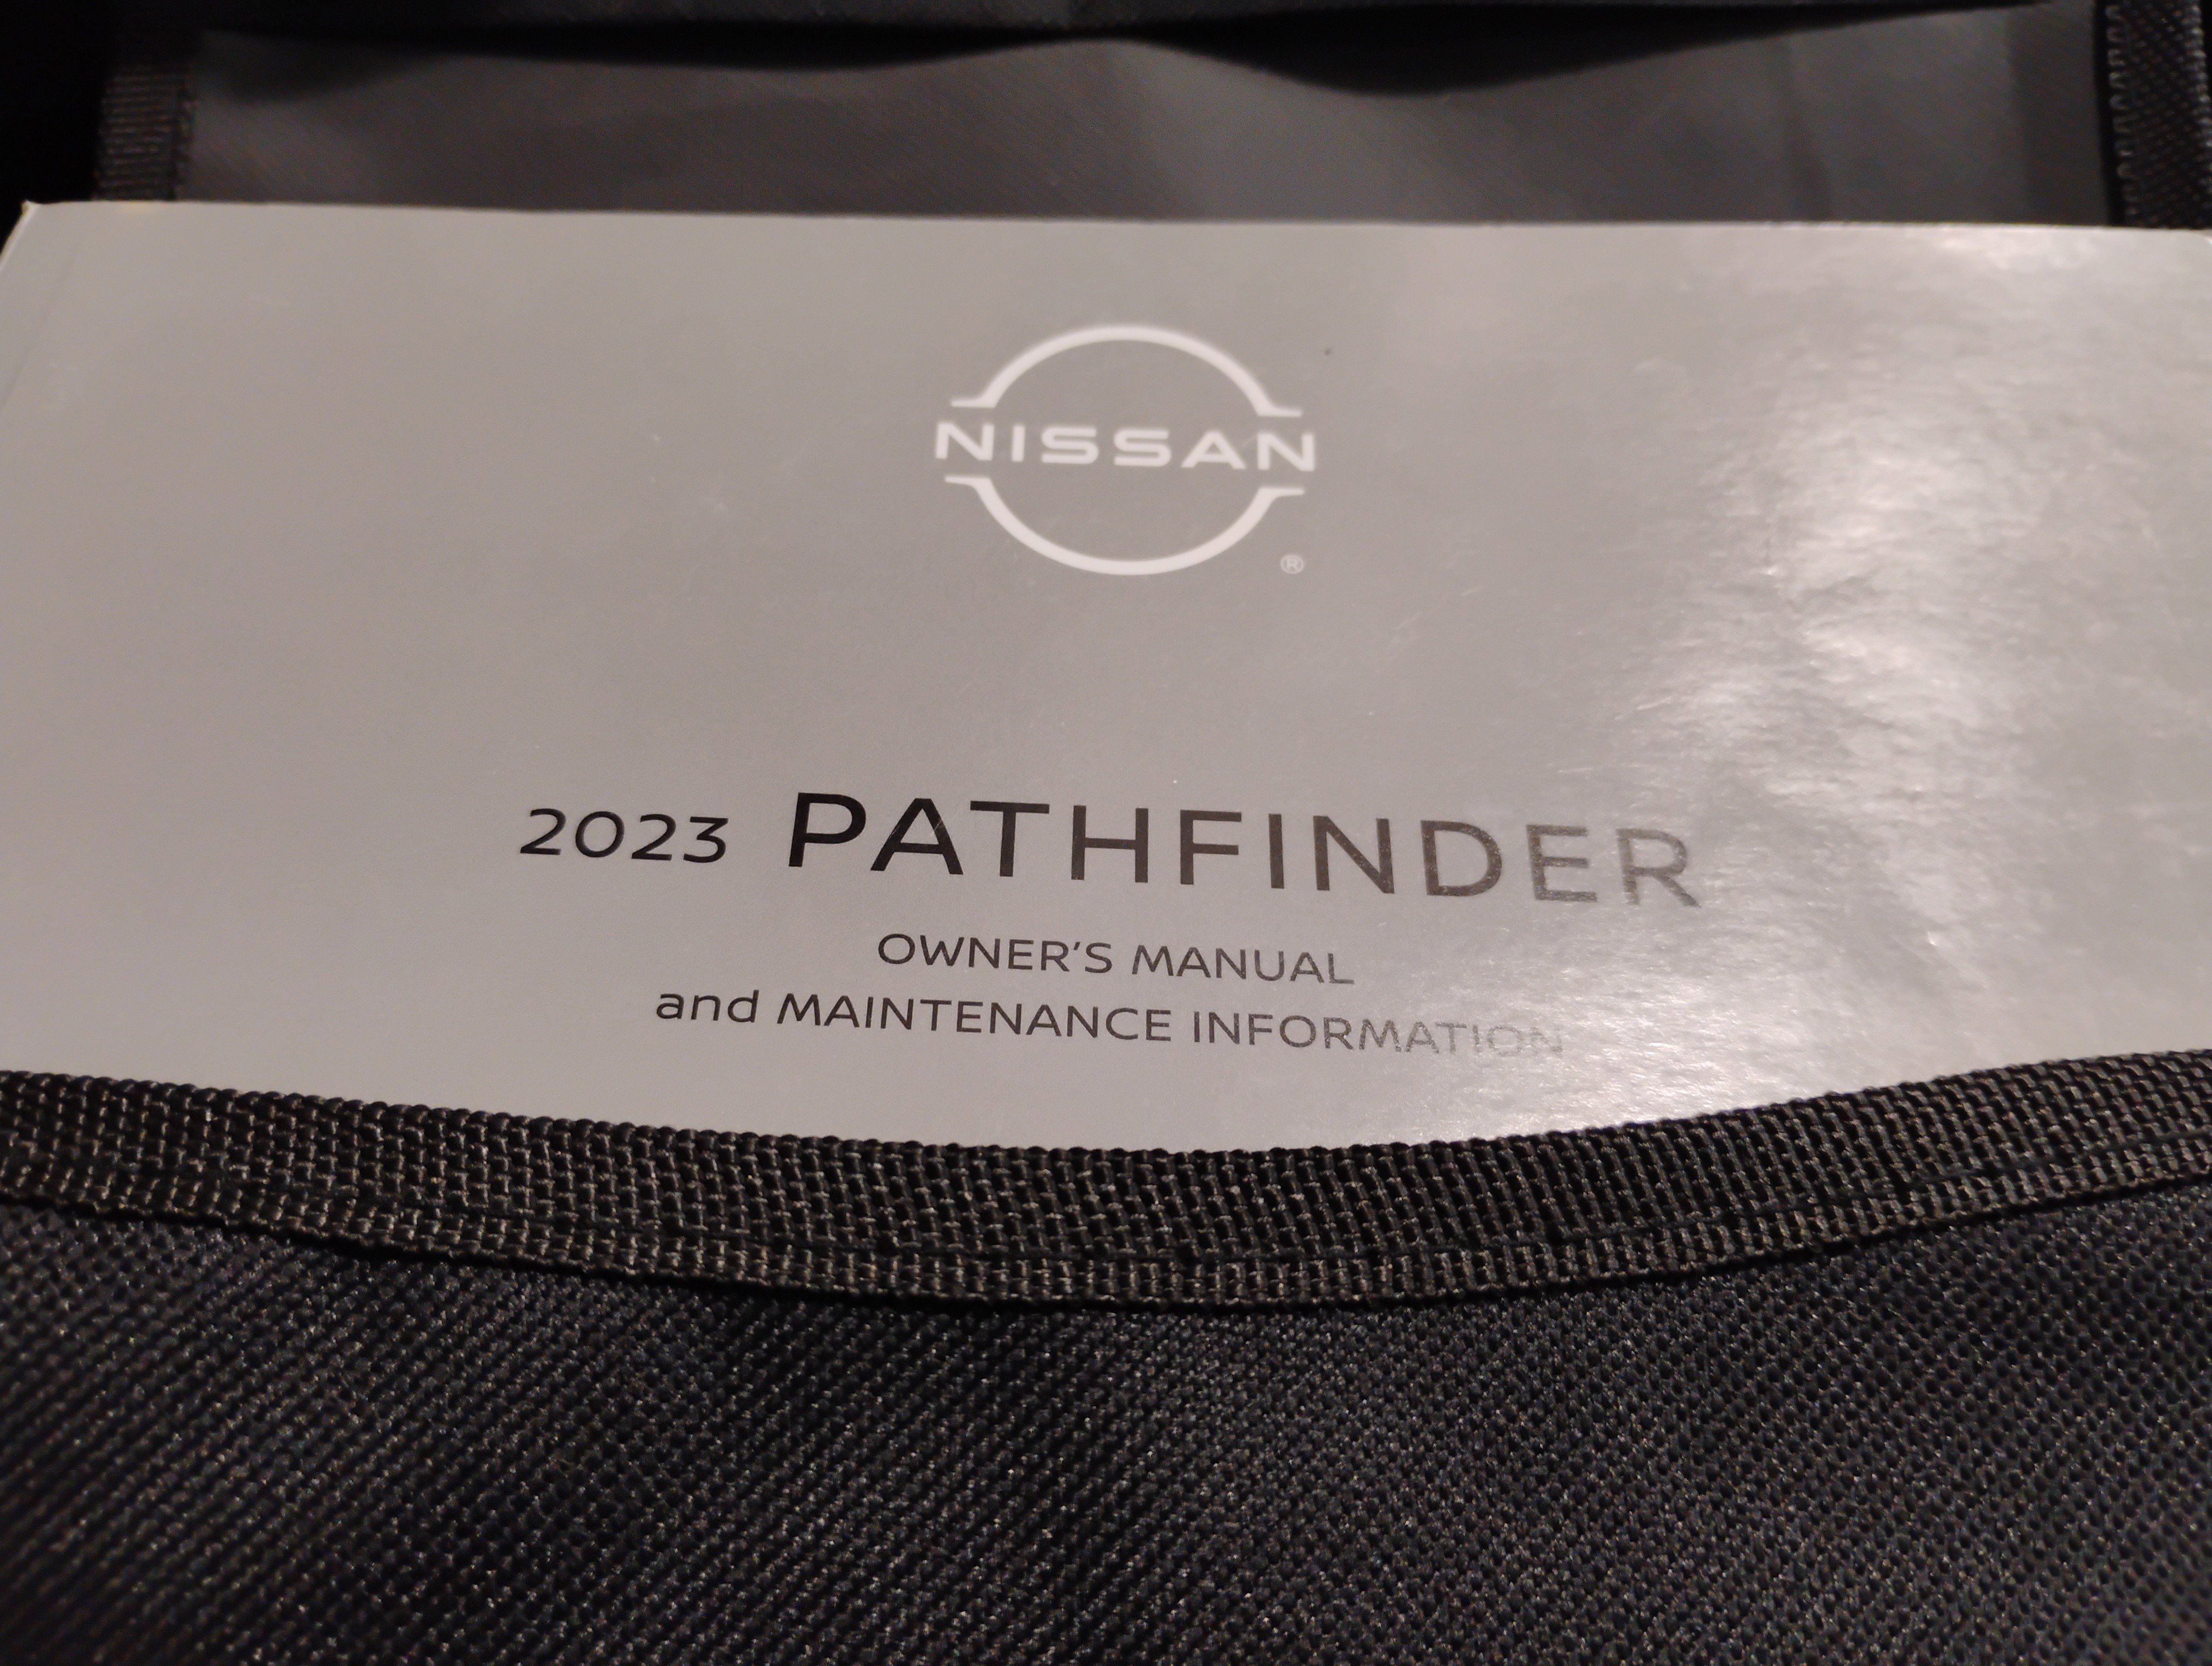 NISSAN
®
2023 PATHFINDER
OWNER'S MANUAL
and MAINTENANCE INFORMATION